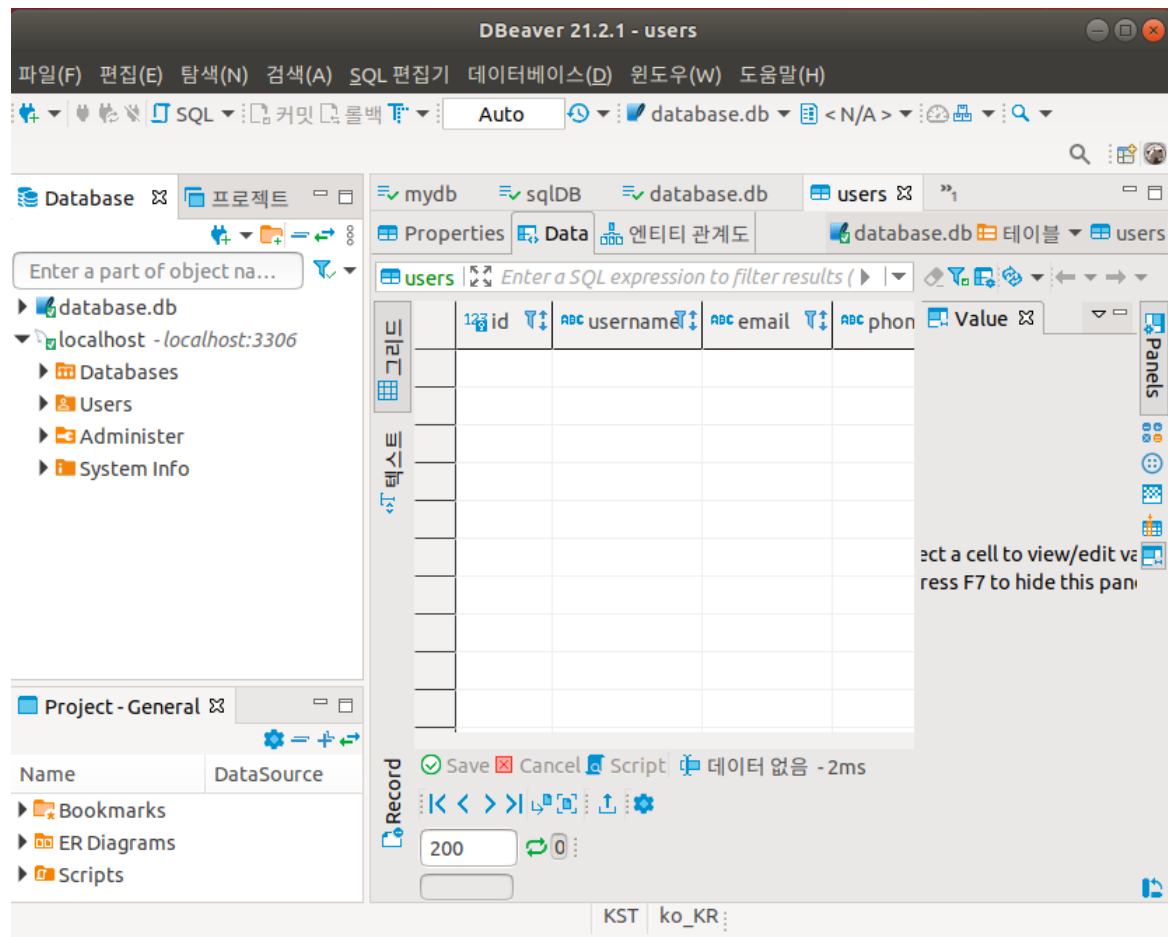 DBeaver 21.2.1 - users
파일(F) 편집(E) 탐색(N) 검색(A) SQL 편집기 데이터베이스(D) 윈도우(W) 도움말(H)
SQL 커밋 롤백 Auto database.db < N/A >
Database 프로젝트
Enter a part of object na...
database.db
localhost - localhost:3306
Databases
Users
Administer
System Info
Project - General
Name DataSource
Bookmarks
ER Diagrams
Scripts
mydb sqlDB database.db users »1
Properties Data 엔티티 관계도 database.db 테이블 users
users Enter a SQL expression to filter results (
그리드
텍스트
Record
123 id ABC username ABC email ABC phon
Value
ect a cell to view/edit va
ress F7 to hide this pan
Panels
Save Cancel Script 데이터 없음 - 2ms
200 0
KST ko_KR